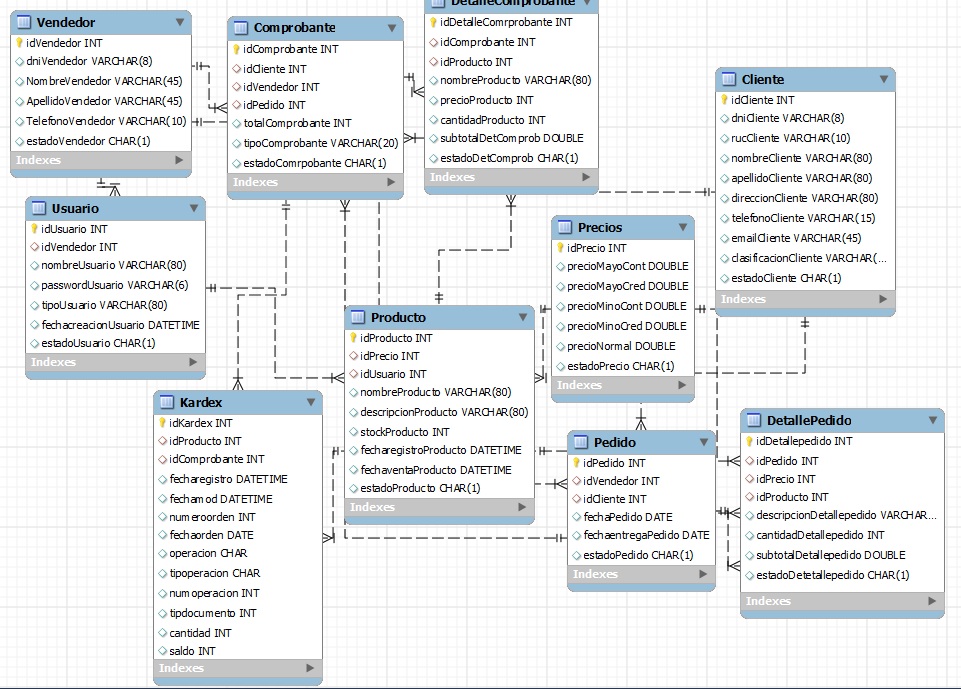 Vendedor
idVendedor INT
dniVendedor VARCHAR(8)
NombreVendedor VARCHAR(45)
ApellidoVendedor VARCHAR(45)
TelefonoVendedor VARCHAR(10)
estadoVendedor CHAR(1)
Indexes
Comprobante
idComprobante INT
idCliente INT
idVendedor INT
idPedido INT
totalComprobante INT
tipoComprobante VARCHAR(20)
estadoComrpobante CHAR(1)
Indexes
DetalleComprobante
idDetalleComrprobante INT
idComprobante INT
idProducto INT
nombreProducto VARCHAR(80)
precioProducto INT
cantidadProducto INT
subtotalDetComprob DOUBLE
estadoDetComprob CHAR(1)
Indexes
Cliente
idCliente INT
dniCliente VARCHAR(8)
rucCliente VARCHAR(10)
nombreCliente VARCHAR(80)
apellidoCliente VARCHAR(80)
direccionCliente VARCHAR(80)
telefonoCliente VARCHAR(15)
emailCliente VARCHAR(45)
clasificacionCliente VARCHAR(...
estadoCliente CHAR(1)
Indexes
Usuario
idUsuario INT
idVendedor INT
nombreUsuario VARCHAR(80)
passwordUsuario VARCHAR(6)
tipoUsuario VARCHAR(80)
fechacreacionUsuario DATETIME
estadoUsuario CHAR(1)
Indexes
Precios
idPrecio INT
precioMayoCont DOUBLE
precioMayoCred DOUBLE
precioMinoCont DOUBLE
precioMinoCred DOUBLE
precioNormal DOUBLE
estadoPrecio CHAR(1)
Indexes
Producto
idProducto INT
idPrecio INT
idUsuario INT
nombreProducto VARCHAR(80)
descripcionProducto VARCHAR(80)
stockProducto INT
fecharegistroProducto DATETIME
fechaventaProducto DATETIME
estadoProducto CHAR(1)
Indexes
Kardex
idKardex INT
idProducto INT
idComprobante INT
fecharegistro DATETIME
fechamod DATETIME
numeroorden INT
fechaorden DATE
operacion CHAR
tipoperacion CHAR
numoperacion INT
tipdocumento INT
cantidad INT
saldo INT
Indexes
Pedido
idPedido INT
idVendedor INT
idCliente INT
fechaPedido DATE
fechaentregaPedido DATE
estadoPedido CHAR(1)
Indexes
DetallePedido
idDetallepedido INT
idPedido INT
idPrecio INT
idProducto INT
descripcionDetallepedido VARCHAR...
cantidadDetallepedido INT
subtotalDetallepedido DOUBLE
estadoDetetallepedido CHAR(1)
Indexes